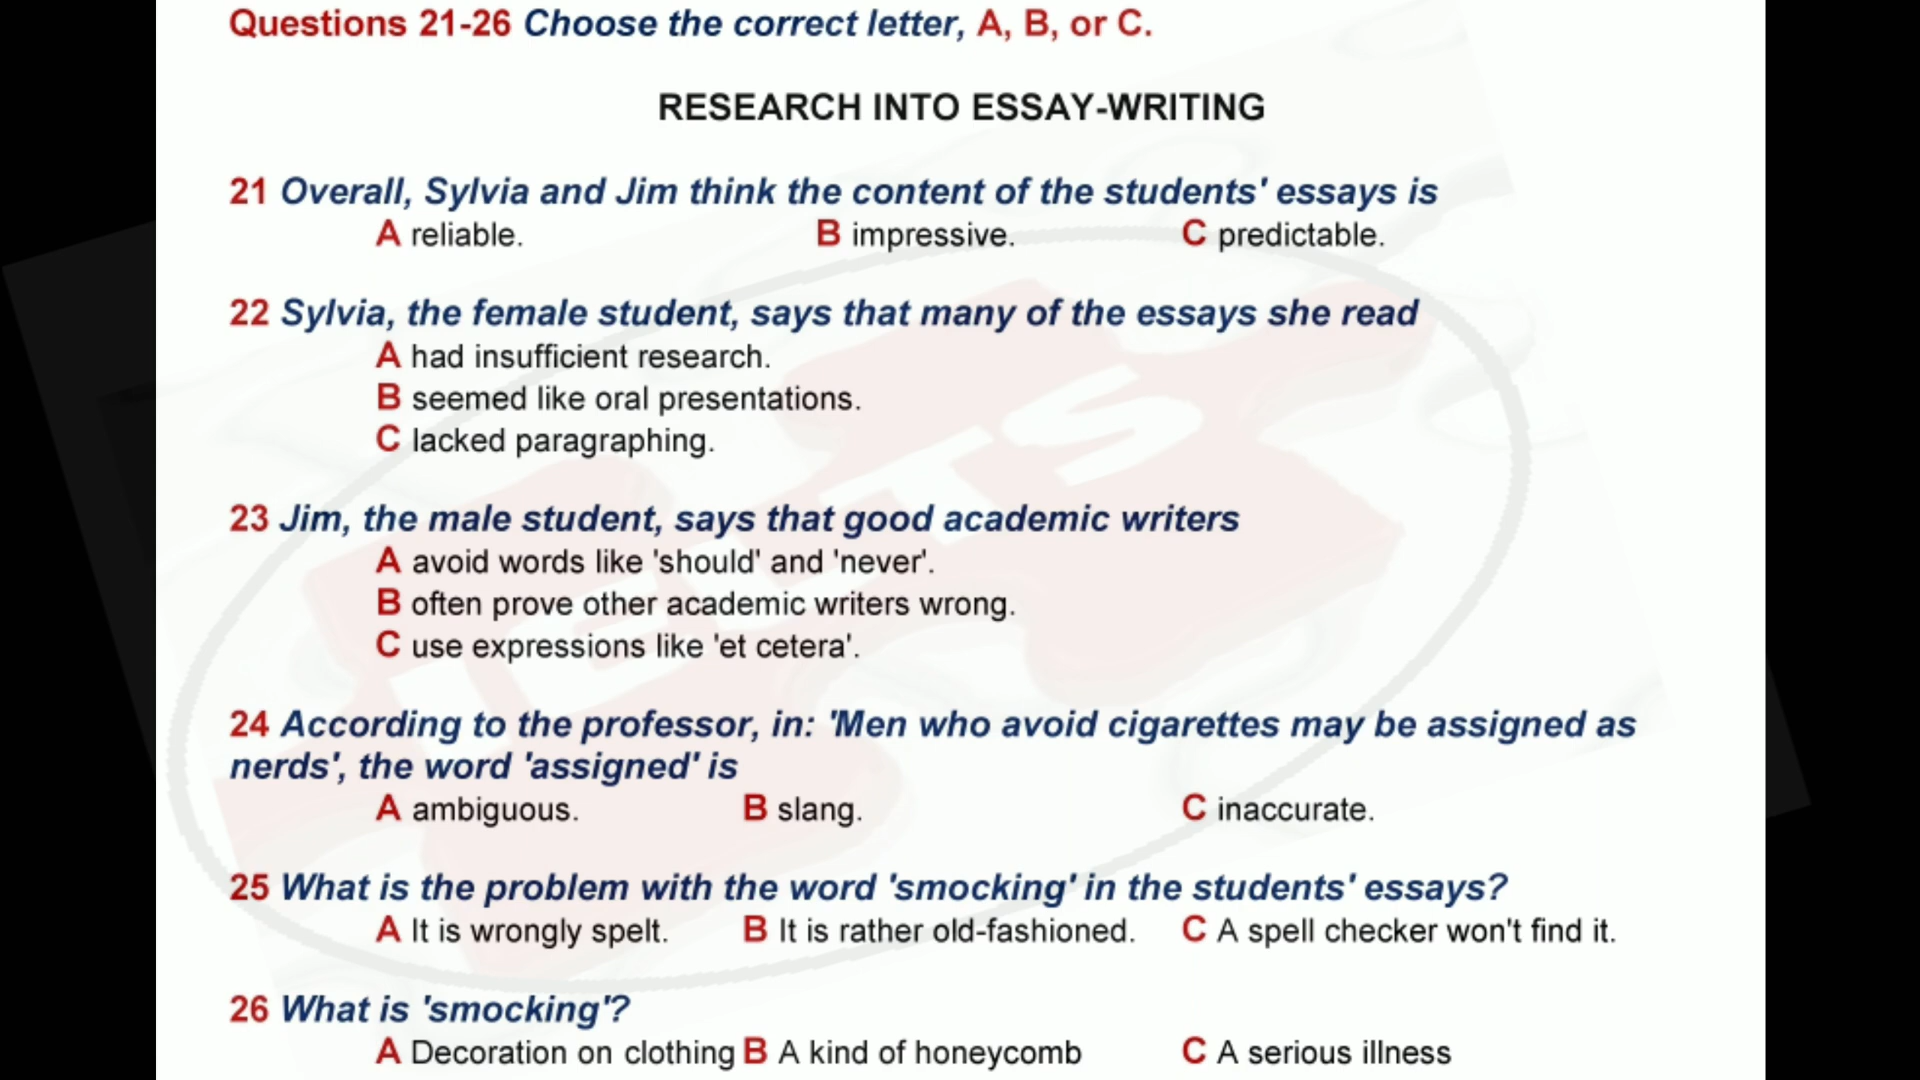 Questions 21-26 Choose the correct letter, A, B, or C.
RESEARCH INTO ESSAY-WRITING
21 Overall, Sylvia and Jim think the content of the students' essays is
A reliable. B impressive. C predictable.
22 Sylvia, the female student, says that many of the essays she read
A had insufficient research.
B seemed like oral presentations.
C lacked paragraphing.
23 Jim, the male student, says that good academic writers
A avoid words like 'should' and 'never'.
B often prove other academic writers wrong.
C use expressions like 'et cetera'.
24 According to the professor, in: 'Men who avoid cigarettes may be assigned as
nerds', the word 'assigned' is
A ambiguous. B slang. C inaccurate.
25 What is the problem with the word 'smocking' in the students' essays?
A It is wrongly spelt. B It is rather old-fashioned. C A spell checker won't find it.
26 What is 'smocking'?
A Decoration on clothing B A kind of honeycomb C A serious illness
IELTS